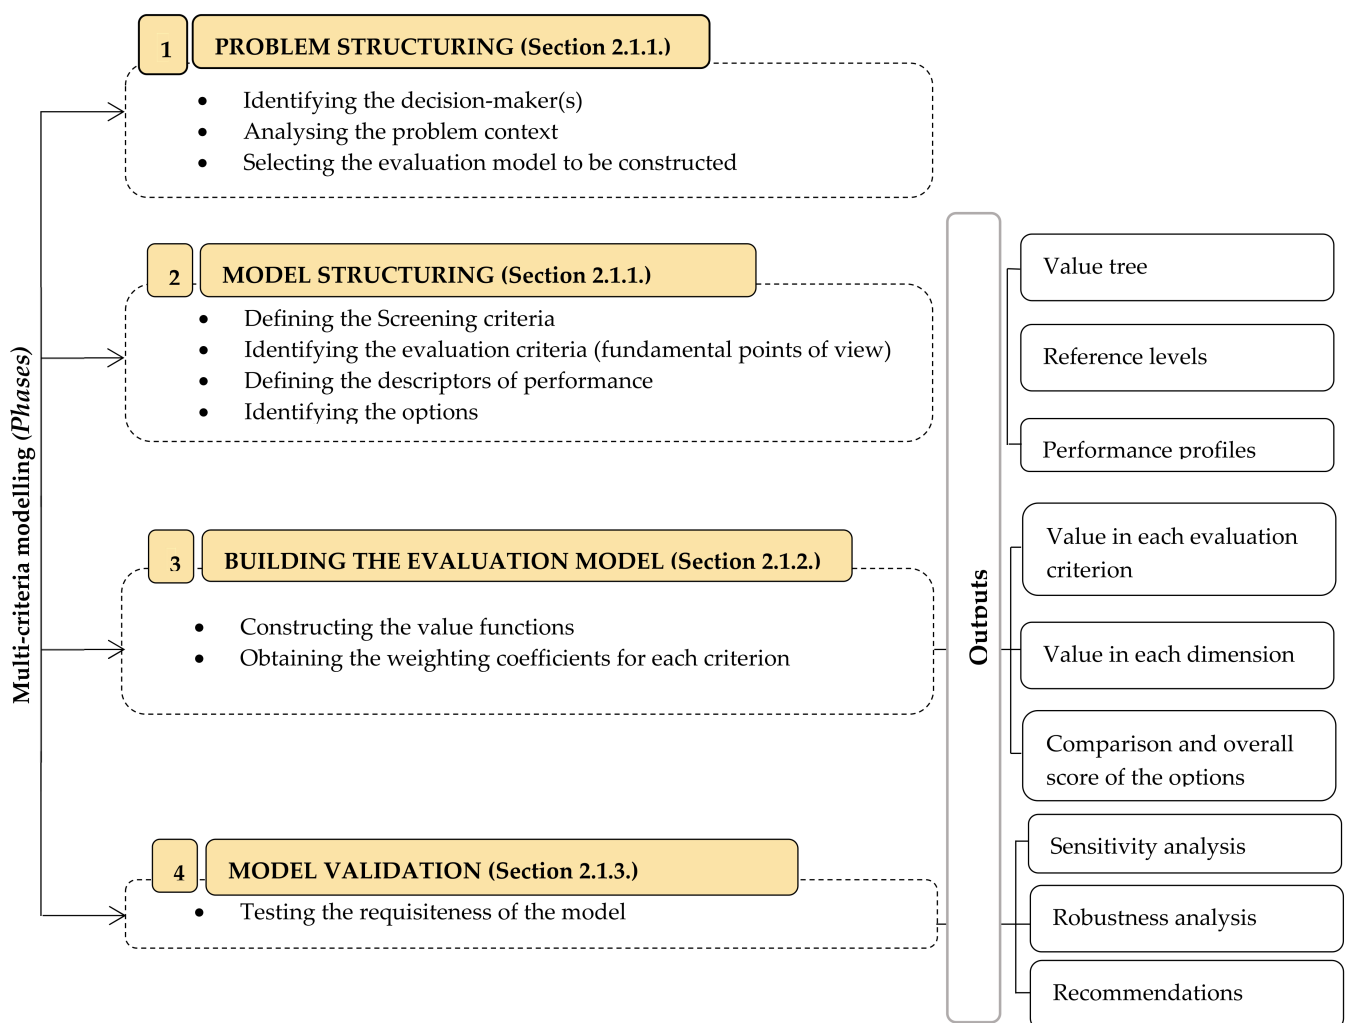 Multi-criteria modelling (Phases)
1
PROBLEM STRUCTURING (Section 2.1.1.)
• Identifying the decision-maker(s)
• Analysing the problem context
• Selecting the evaluation model to be constructed
2
MODEL STRUCTURING (Section 2.1.1.)
• Defining the Screening criteria
• Identifying the evaluation criteria (fundamental points of view)
• Defining the descriptors of performance
• Identifying the options
3
BUILDING THE EVALUATION MODEL (Section 2.1.2.)
• Constructing the value functions
• Obtaining the weighting coefficients for each criterion
4
MODEL VALIDATION (Section 2.1.3.)
• Testing the requisiteness of the model
Outputs
Value tree
Reference levels
Performance profiles
Value in each evaluation
criterion
Value in each dimension
Comparison and overall
score of the options
Sensitivity analysis
Robustness analysis
Recommendations